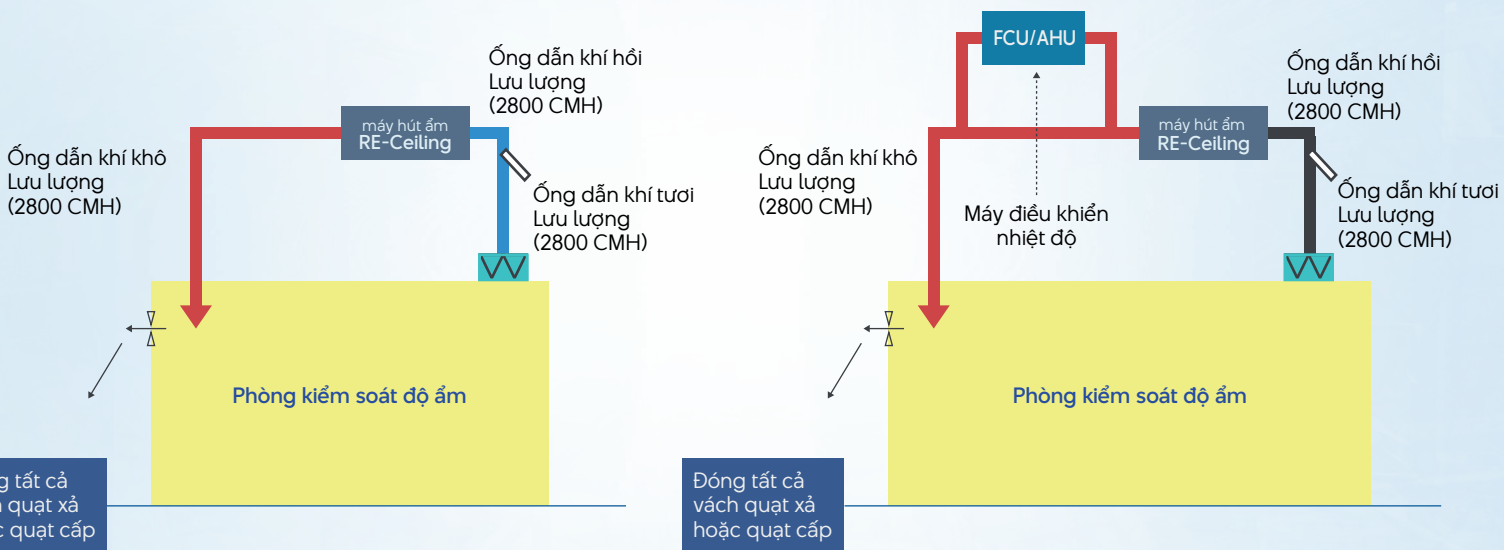 Ống dẫn khí hồi
Lưu lượng
(2800 CMH)
máy hút ẩm
RE-Ceiling
Ống dẫn khí khô
Lưu lượng
(2800 CMH)
Ống dẫn khí tươi
Lưu lượng
(2800 CMH)
Phòng kiểm soát độ ẩm
tất cả
quạt xả
quạt cấp
FCU/AHU
Ống dẫn khí hồi
Lưu lượng
(2800 CMH)
máy hút ẩm
RE-Ceiling
Ống dẫn khí khô
Lưu lượng
(2800 CMH)
Máy điều khiển
nhiệt độ
Ống dẫn khí tươi
Lưu lượng
(2800 CMH)
Phòng kiểm soát độ ẩm
Đóng tất cả
vách quạt xả
hoặc quạt cấp